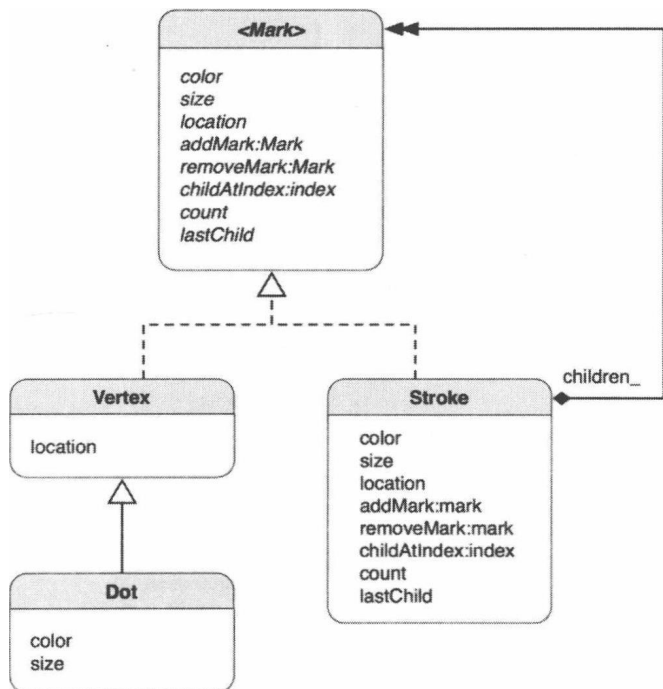 <Mark>
color
size
location
addMark:Mark
removeMark:Mark
childAtIndex:index
count
lastChild
children_
Vertex
location
Stroke
color
size
location
addMark:mark
removeMark:mark
childAtIndex:index
count
lastChild
Dot
color
size